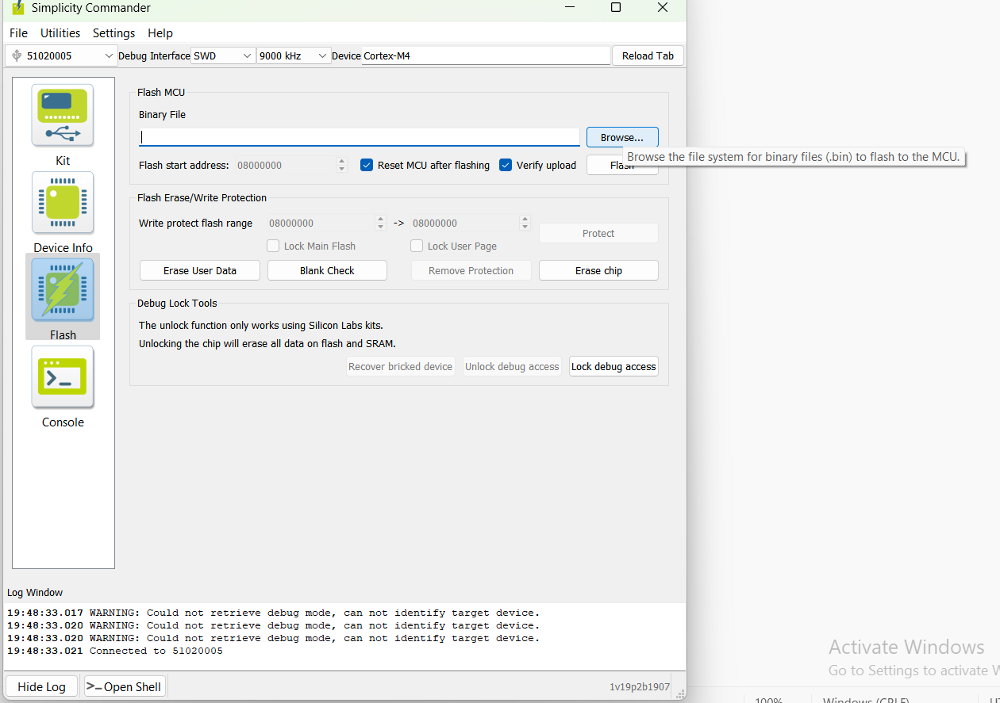 Simplicity Commander
File Utilities Settings Help
51020005 Debug Interface SWD 9000 kHz Device Cortex-M4 Reload Tab
Kit
Device Info
Flash
Console
Flash MCU
Binary File
Browse...
Browse the file system for binary files (.bin) to flash to the MCU.
Flash start address: 08000000 Reset MCU after flashing Verify upload Flash
Flash Erase/Write Protection
Write protect flash range 08000000 -> 08000000
Protect
Lock Main Flash Lock User Page
Erase User Data Blank Check Remove Protection Erase chip
Debug Lock Tools
The unlock function only works using Silicon Labs kits.
Unlocking the chip will erase all data on flash and SRAM.
Recover bricked device Unlock debug access Lock debug access
Log Window
19:48:33.017 WARNING: Could not retrieve debug mode, can not identify target device.
19:48:33.020 WARNING: Could not retrieve debug mode, can not identify target device.
19:48:33.020 WARNING: Could not retrieve debug mode, can not identify target device.
19:48:33.021 Connected to 51020005
Hide Log >_Open Shell 1v19p2b1907
Activate Windows
Go to Settings to activate W
100% Windows (CRLF)